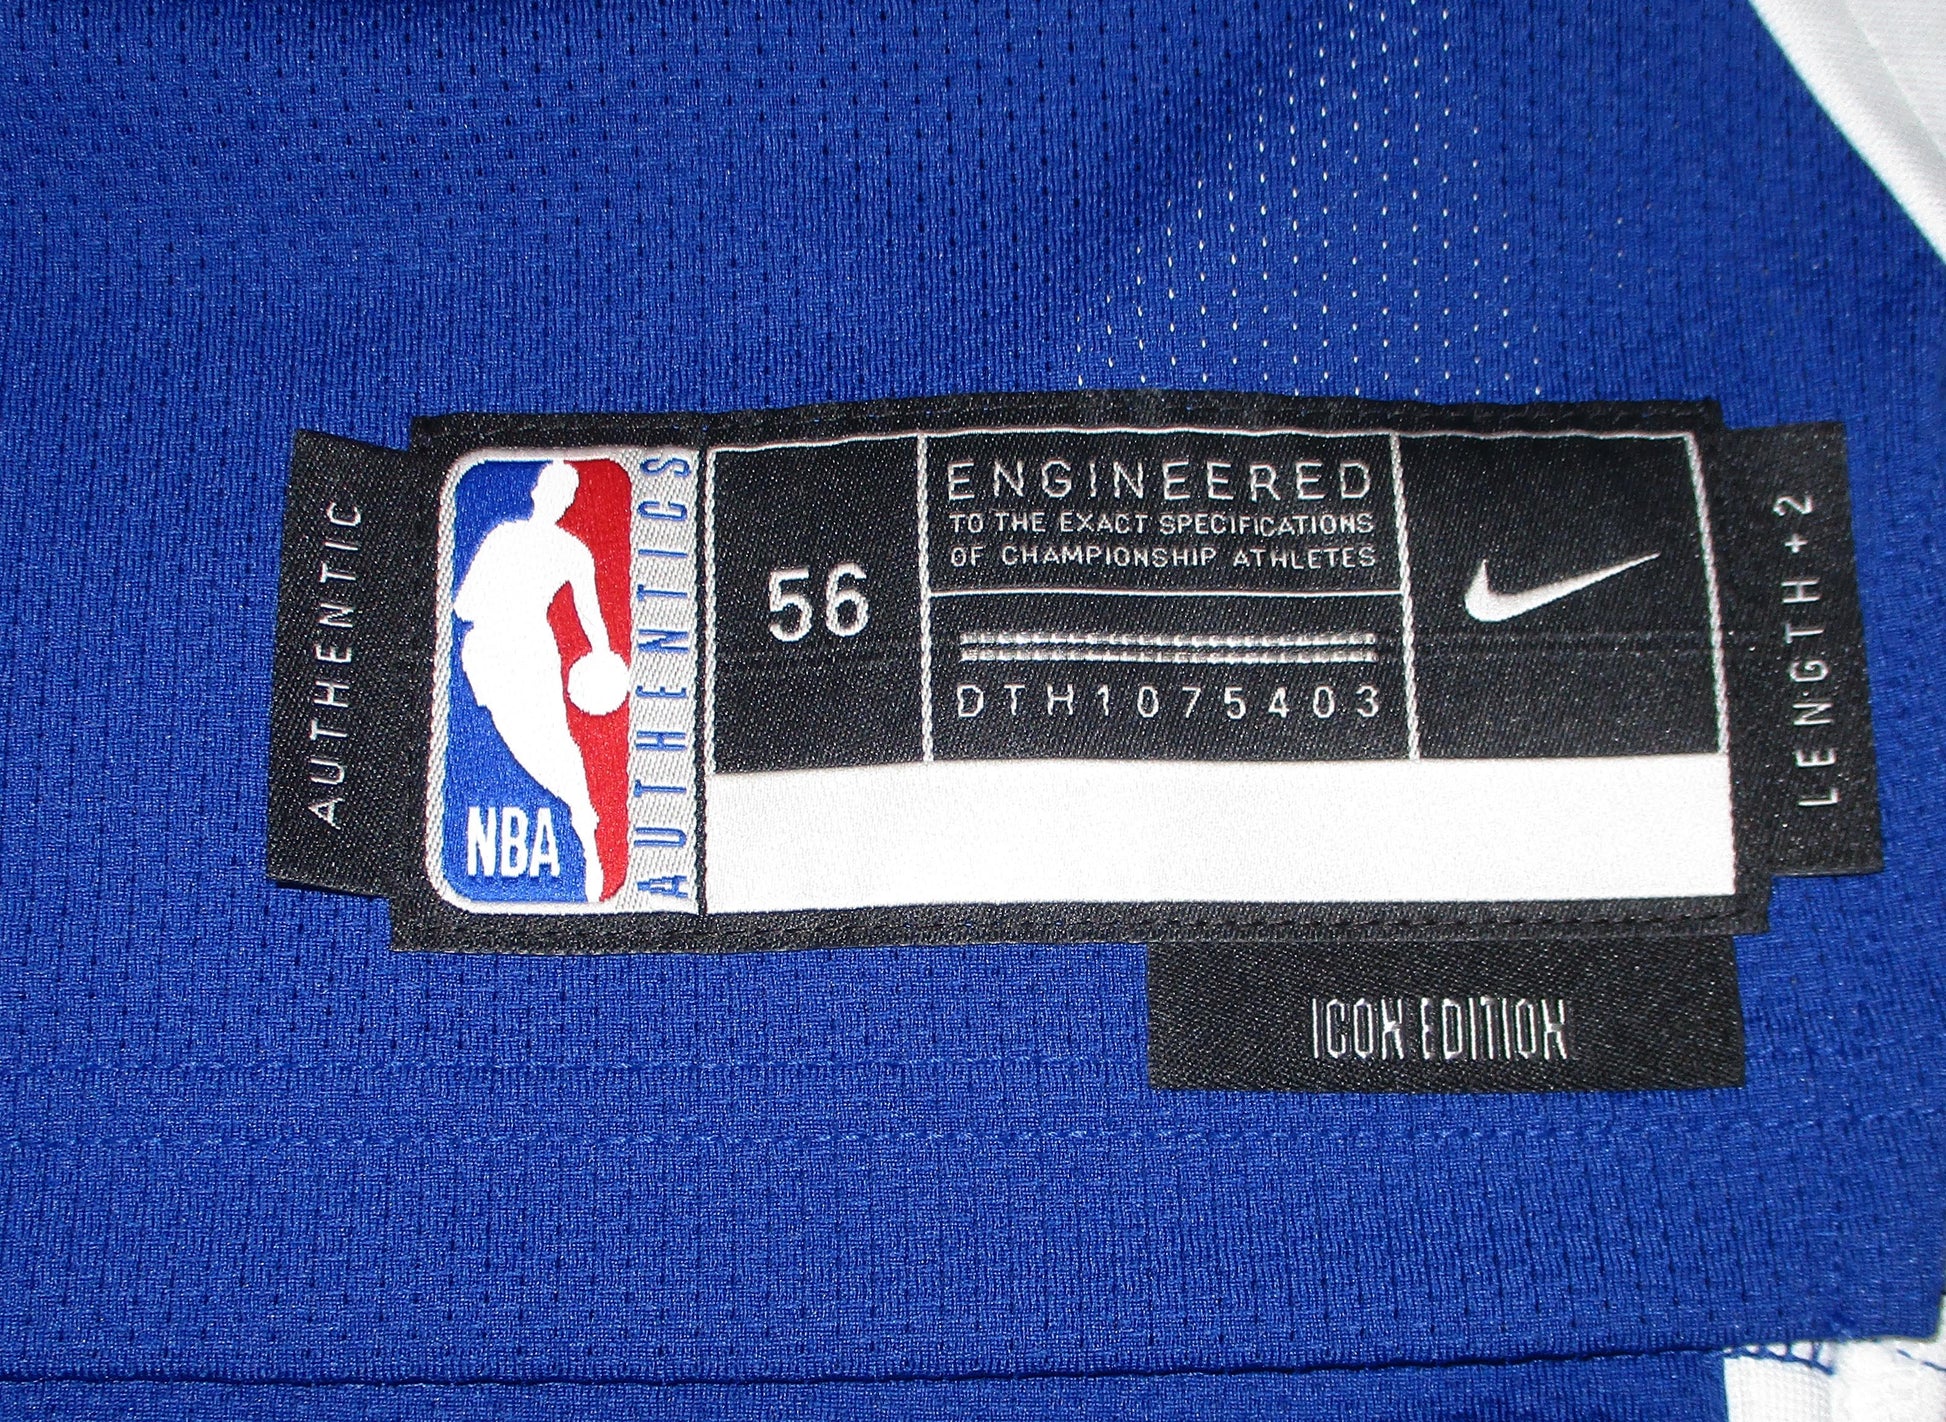 AUTHENTIC
NBA
AUTHENTICS
56
ENGINEERED
TO THE EXACT SPECIFICATIONS
OF CHAMPIONSHIP ATHLETES
DTH1075403
LENGTH +2
ICON EDITION